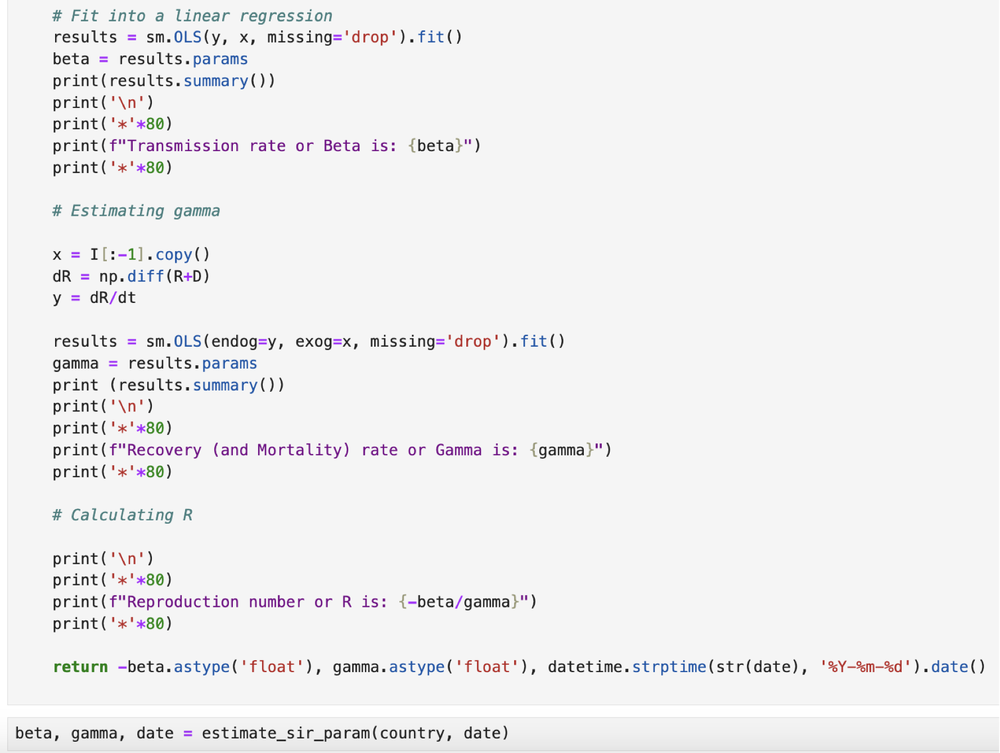 # Fit into a linear regression
results = sm.OLS(y, x, missing='drop').fit()
beta = results.params
print(results.summary())
print('\n')
print('*'*80)
print(f"Transmission rate or Beta is: {beta}")
print('*'*80)
# Estimating gamma
x = I[:-1].copy()
dR = np.diff(R+D)
y = dR/dt
results = sm.OLS(endog=y, exog=x, missing='drop').fit()
gamma = results.params
print (results.summary())
print('\n')
print('*'*80)
print(f"Recovery (and Mortality) rate or Gamma is: {gamma}")
print('*'*80)
# Calculating R
print('\n')
print('*'*80)
print(f"Reproduction number or R is: {-beta/gamma}")
print('*'*80)
return -beta.astype('float'), gamma.astype('float'), datetime.strptime(str(date), '%Y-%m-%d').date()
beta, gamma, date = estimate_sir_param(country, date)